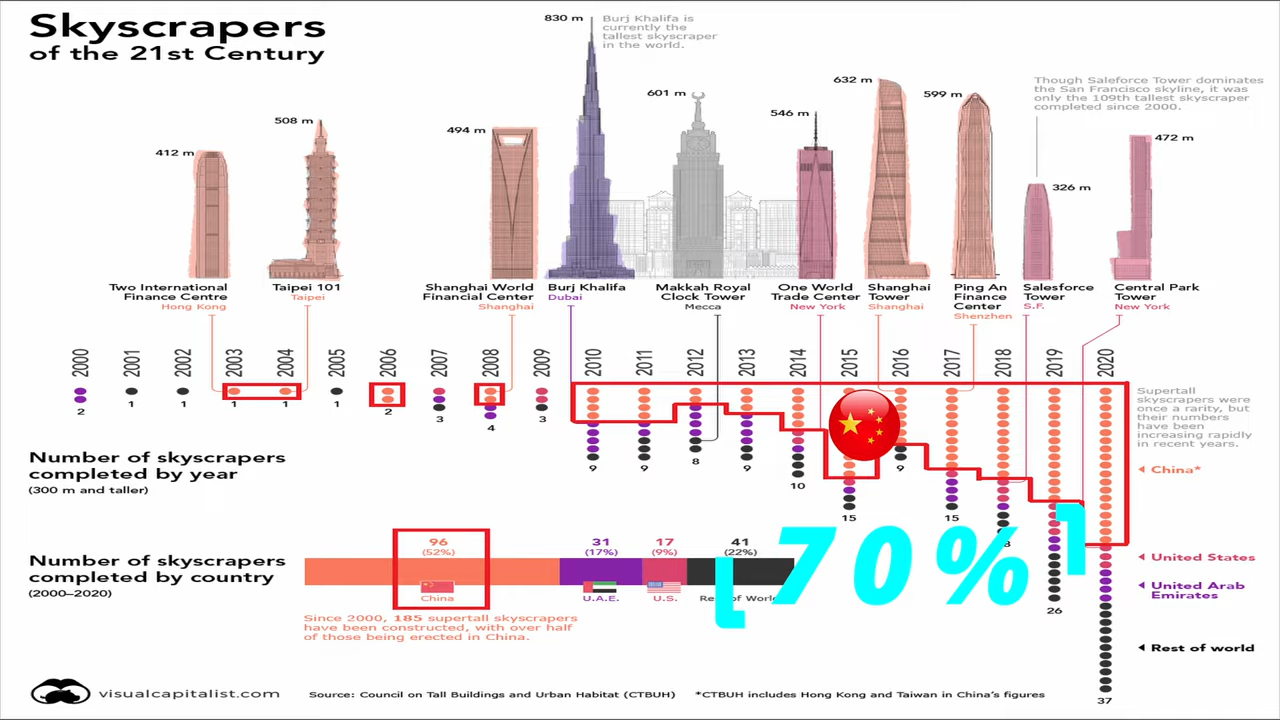 Skyscrapers
of the 21st Century
830 m
Burj Khalifa is
currently the
tallest skyscraper
in the world.
632 m
601 m
599 m
Though Saleforce Tower dominates
the San Francisco skyline, it was
only the 109th tallest skyscraper
completed since 2000.
546 m
508 m
494 m
472 m
412 m
326 m
Two International
Finance Centre
Hong Kong
Taipei 101
Taipei
Shanghai World
Financial Center
Shanghai
Burj Khalifa
Dubai
Makkah Royal
Clock Tower
Mecca
One World
Trade Center
New York
Shanghai
Tower
Shanghai
Ping An
Finance
Center
Shenzhen
Salesforce
Tower
S.F.
Central Park
Tower
New York
2000 2001 2002 2003 2004 2005 2006 2007 2008 2009 2010 2011 2012 2013 2014 2015 2016 2017 2018 2019 2020
2 1 1 1 1 1 2 3 4 3 9 9 8 9 10 15 9 15 8 26 37
Supertall
skyscrapers were
once a rarity, but
their numbers
have been
increasing rapidly
in recent years.
Number of skyscrapers
completed by year
(300 m and taller)
China*
United States
United Arab
Emirates
Rest of world
70%
Number of skyscrapers
completed by country
(2000–2020)
96
(52%)
China
31
(17%)
U.A.E.
17
(9%)
U.S.
41
(22%)
Rest of World
Since 2000, 185 supertall skyscrapers
have been constructed, with over half
of those being erected in China.
visualcapitalist.com
Source: Council on Tall Buildings and Urban Habitat (CTBUH)
*CTBUH includes Hong Kong and Taiwan in China's figures